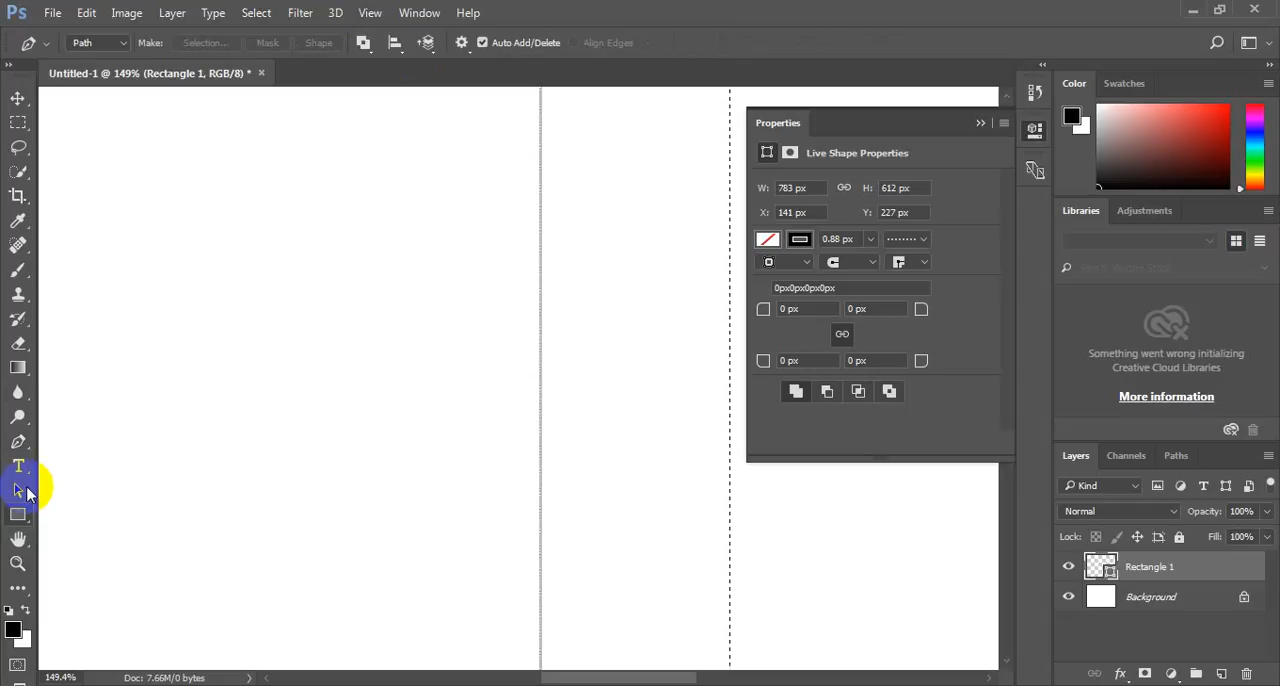 Ps File Edit Image Layer Type Select Filter 3D View Window Help
Path Make: Selection... Mask Shape Auto Add/Delete Align Edges
Untitled-1 @ 149% (Rectangle 1, RGB/8) * ×
Color Swatches
Properties
Live Shape Properties
W: 783 px H: 612 px
X: 141 px Y: 227 px
0.88 px
0px0px0px0px
0 px 0 px
0 px 0 px
Libraries Adjustments
Something went wrong initializing
Creative Cloud Libraries
More information
Layers Channels Paths
Kind
Normal Opacity: 100%
Lock: Fill: 100%
Rectangle 1
Background
149.4% Doc: 7.66M/0 bytes